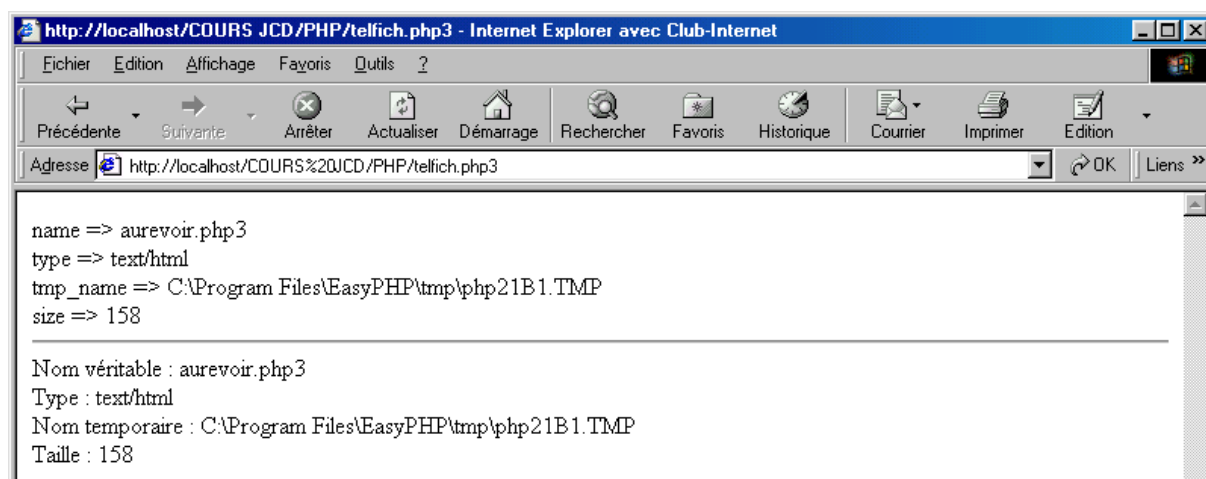 http://localhost/COURS JCD/PHP/telfich.php3 - Internet Explorer avec Club-Internet
Fichier Edition Affichage Favoris Outils ?
Précédente Suivante Arrêter Actualiser Démarrage Rechercher Favoris Historique Courrier Imprimer Edition
Adresse http://localhost/COURS%20JCD/PHP/telfich.php3 OK Liens »
name => aurevoir.php3
type => text/html
tmp_name => C:\Program Files\EasyPHP\tmp\php21B1.TMP
size => 158
Nom véritable : aurevoir.php3
Type : text/html
Nom temporaire : C:\Program Files\EasyPHP\tmp\php21B1.TMP
Taille : 158